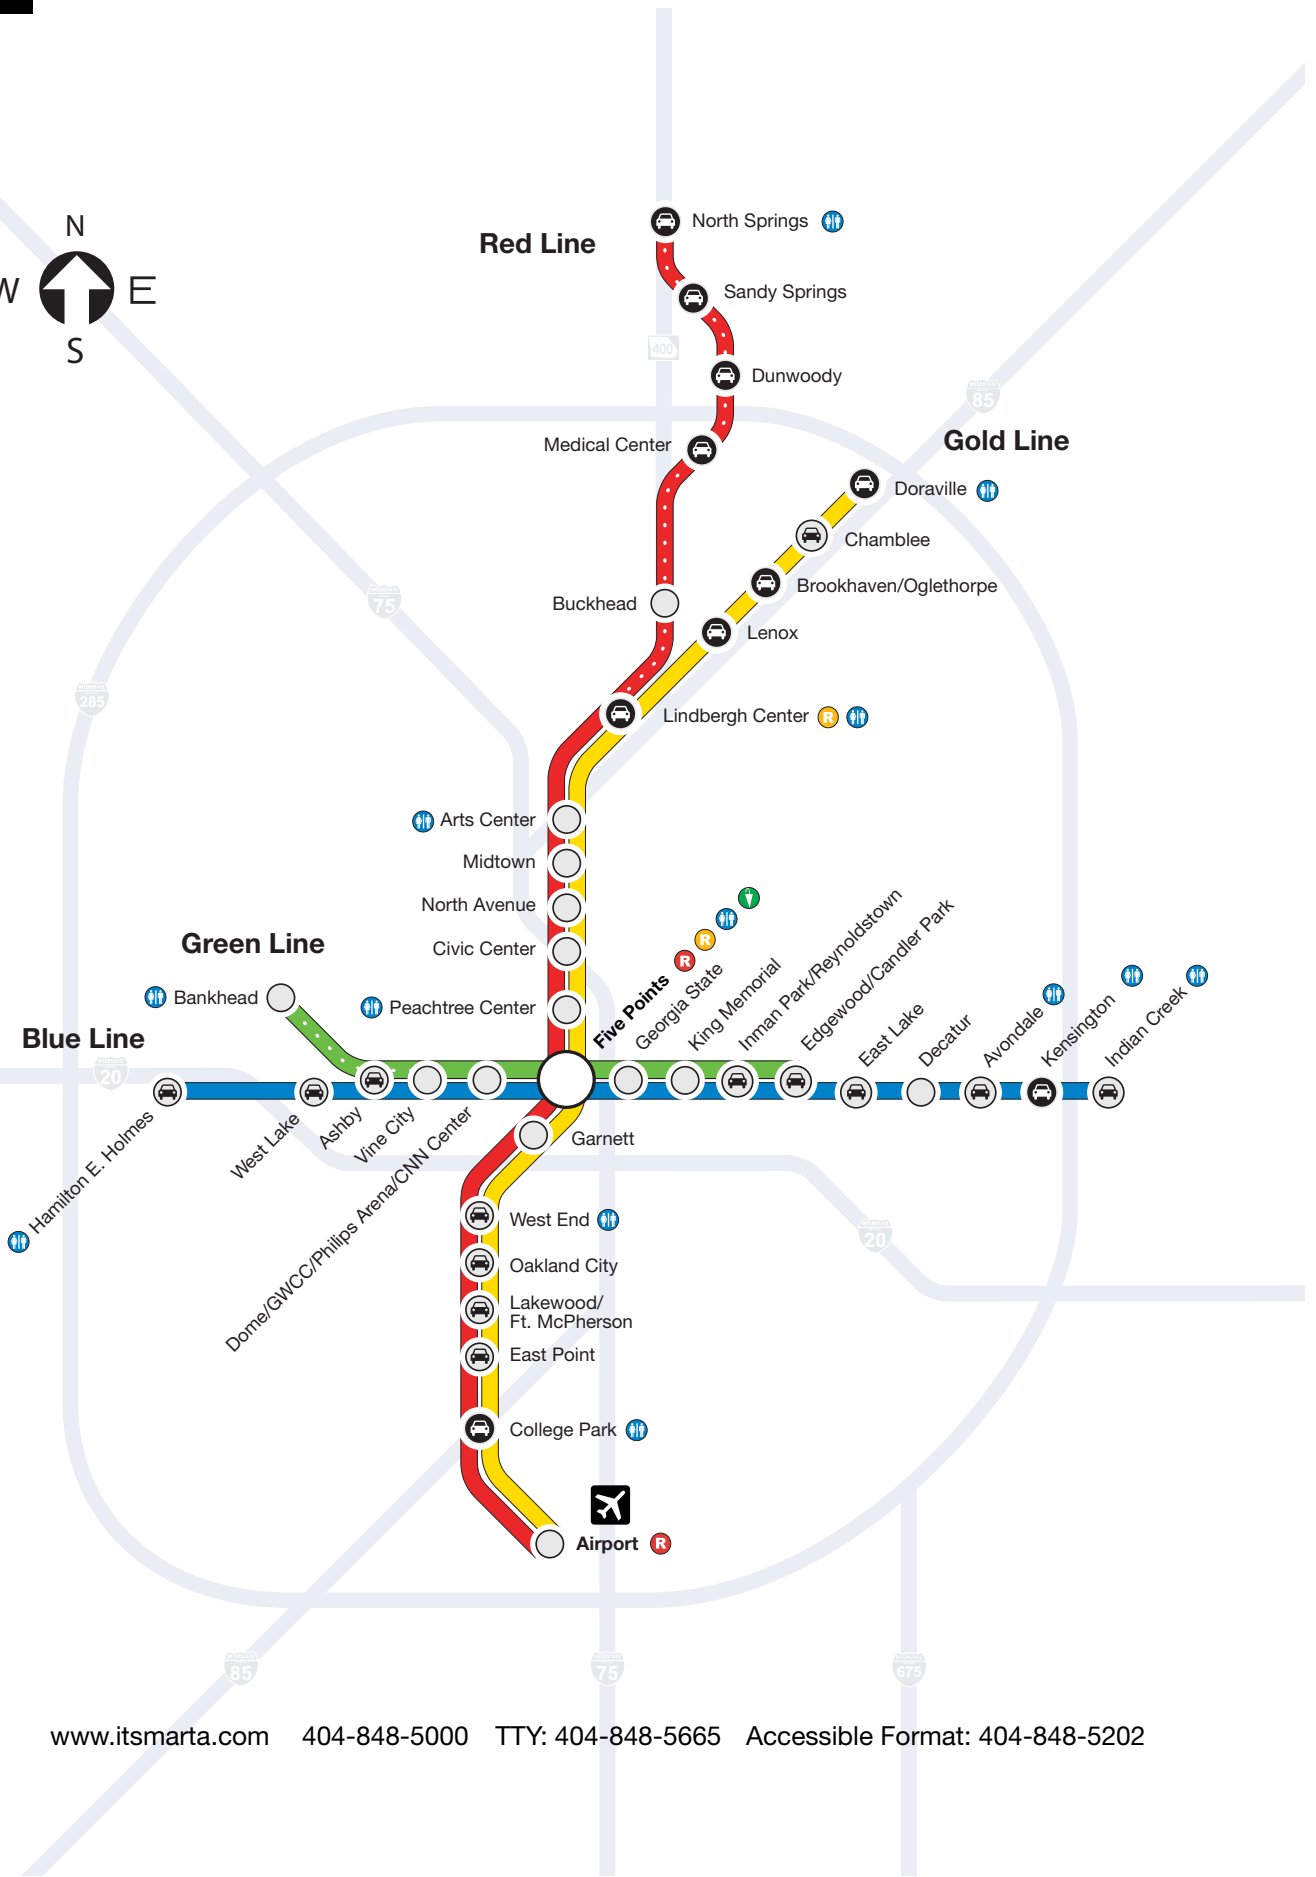 N
W
E
S
Red Line
North Springs
Sandy Springs
400
Dunwoody
85
Gold Line
Medical Center
Doraville
Chamble​e
Brookhaven/Oglethorpe
75
Buckhead
Lenox
285
Lindbergh Center R
Arts Center
Midtown
North Avenue
Civic Center
Peachtree Center
Green Line
Bankhead
Blue Line
20
Five Points R R
Georgia State
King Memorial
Inman Park/Reynoldstown
Edgewood/Candler Park
East Lake
Decatur
Avondale
Kensington
Indian Creek
Hamilton E. Holmes
West Lake
Ashby
Vine City
Dome/GWCC/Philips Arena/CNN Center
Garnett
West End
20
Oakland City
Lakewood/
Ft. McPherson
East Point
College Park
Airport R
85
75
675
www.itsmarta.com 404-848-5000 TTY: 404-848-5665 Accessible Format: 404-848-5202